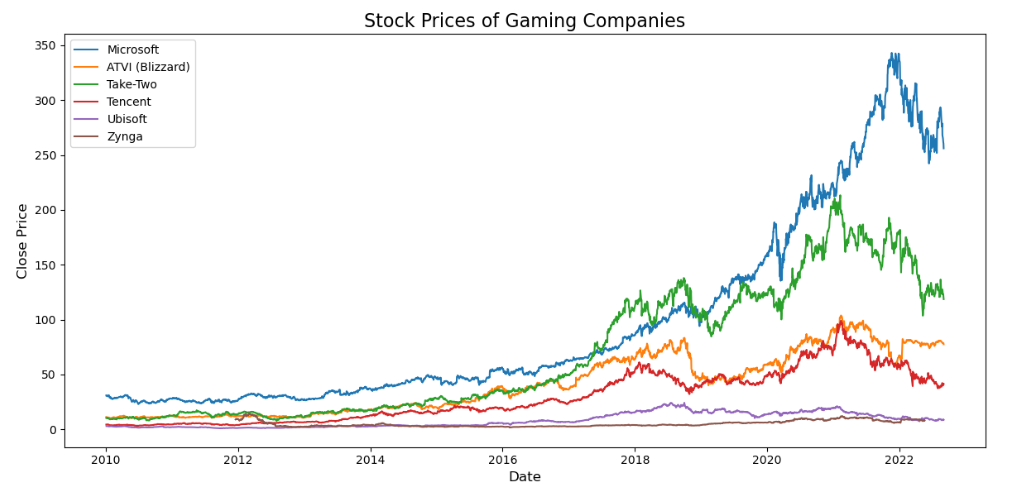 Stock Prices of Gaming Companies
Microsoft
ATVI (Blizzard)
Take-Two
Tencent
Ubisoft
Zynga
350
300
250
200
150
100
50
0
Close Price
2010 2012 2014 2016 2018 2020 2022
Date